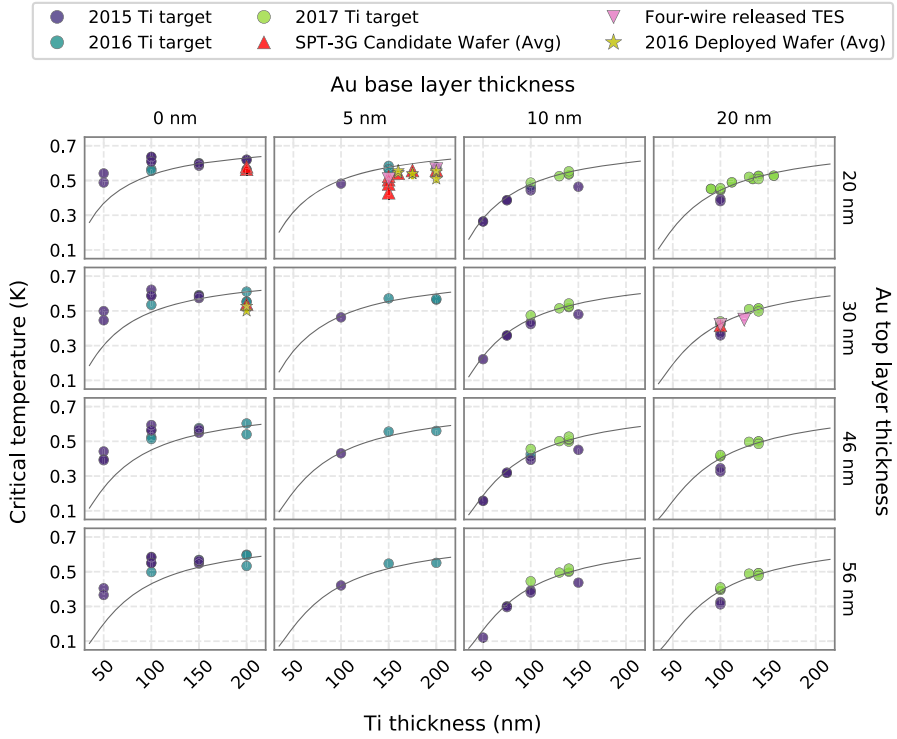 2015 Ti target 2017 Ti target Four-wire released TES
2016 Ti target SPT-3G Candidate Wafer (Avg) 2016 Deployed Wafer (Avg)
Au base layer thickness
0 nm 5 nm 10 nm 20 nm
0.7
0.5
0.3
0.1
20 nm
0.7
0.5
0.3
0.1
30 nm
0.7
0.5
0.3
0.1
46 nm
0.7
0.5
0.3
0.1
56 nm
Critical temperature (K)
Au top layer thickness
50 100 150 200 50 100 150 200 50 100 150 200 50 100 150 200
Ti thickness (nm)